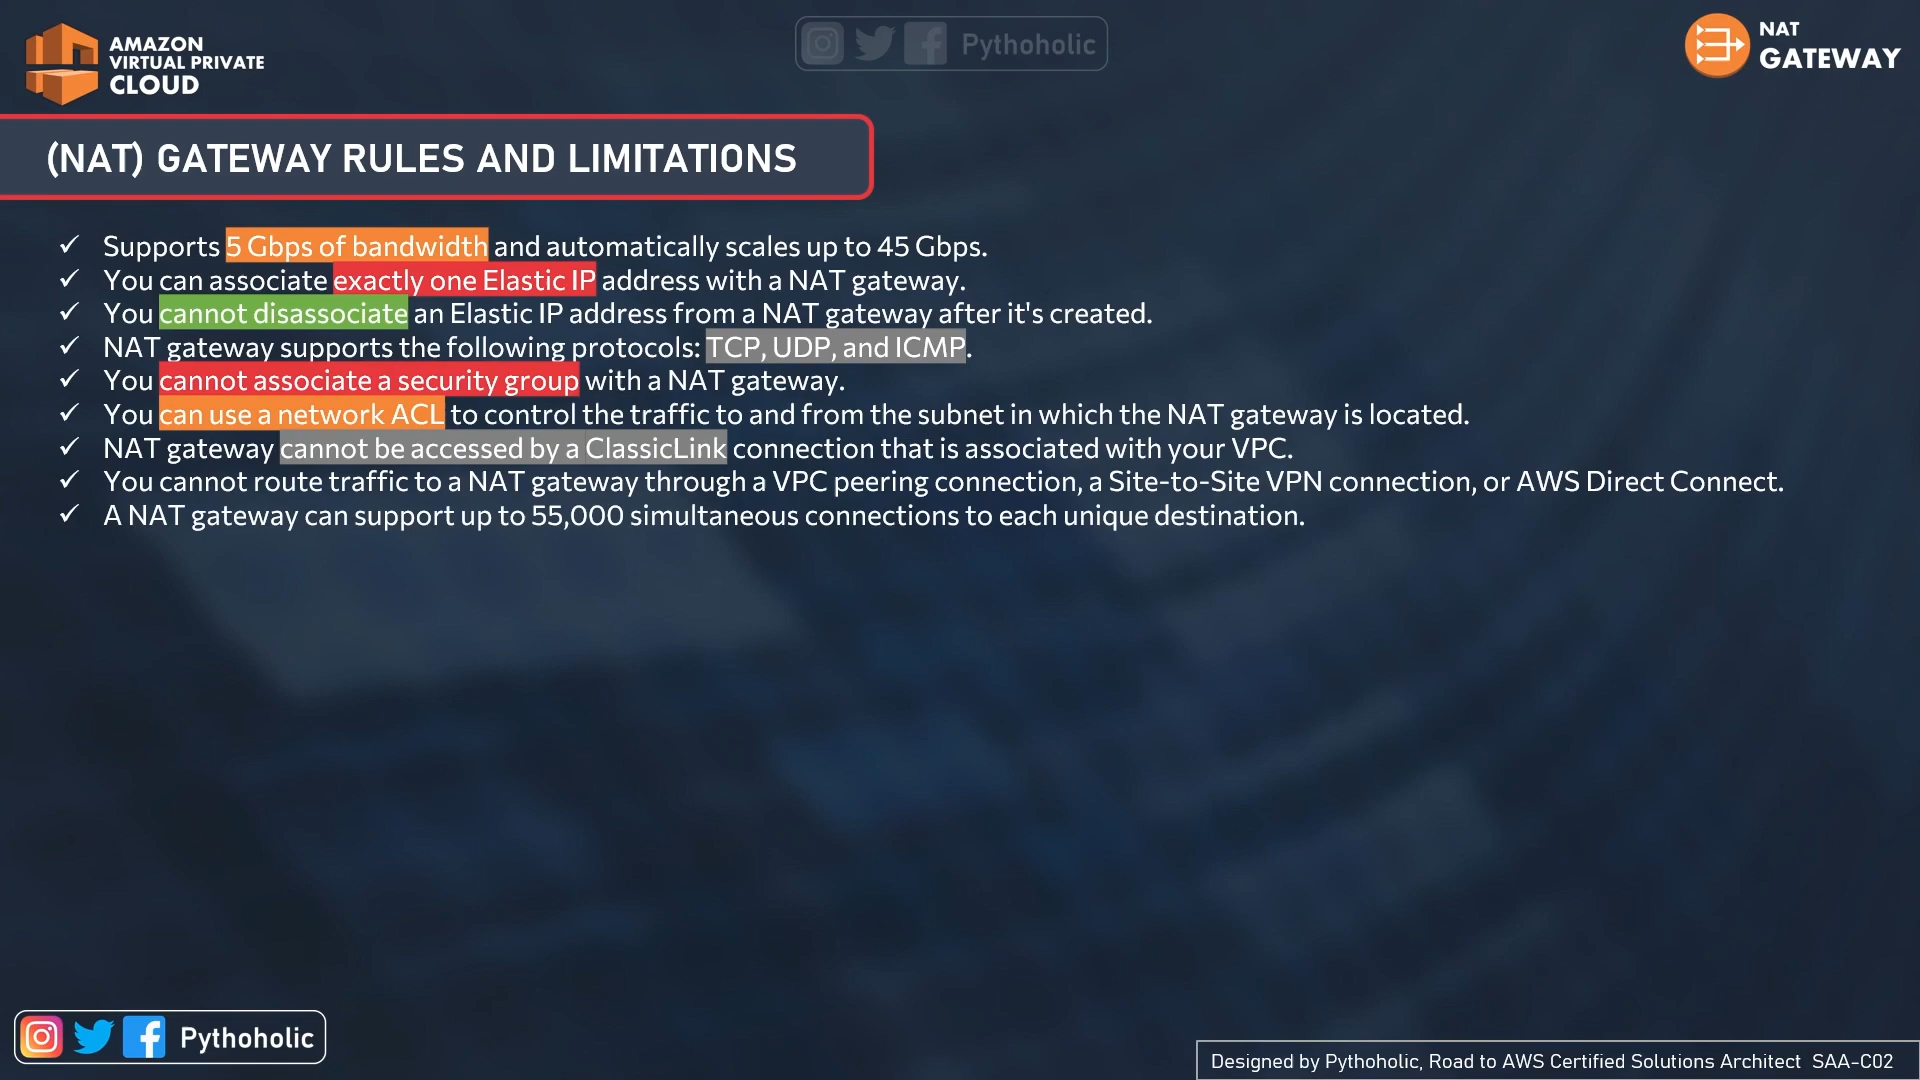 AMAZON
VIRTUAL PRIVATE
CLOUD
Pythoholic
NAT
GATEWAY
(NAT) GATEWAY RULES AND LIMITATIONS
✓ Supports 5 Gbps of bandwidth and automatically scales up to 45 Gbps.
✓ You can associate exactly one Elastic IP address with a NAT gateway.
✓ You cannot disassociate an Elastic IP address from a NAT gateway after it's created.
✓ NAT gateway supports the following protocols: TCP, UDP, and ICMP.
✓ You cannot associate a security group with a NAT gateway.
✓ You can use a network ACL to control the traffic to and from the subnet in which the NAT gateway is located.
✓ NAT gateway cannot be accessed by a ClassicLink connection that is associated with your VPC.
✓ You cannot route traffic to a NAT gateway through a VPC peering connection, a Site-to-Site VPN connection, or AWS Direct Connect.
✓ A NAT gateway can support up to 55,000 simultaneous connections to each unique destination.
Pythoholic
Designed by Pythoholic, Road to AWS Certified Solutions Architect SAA-C02